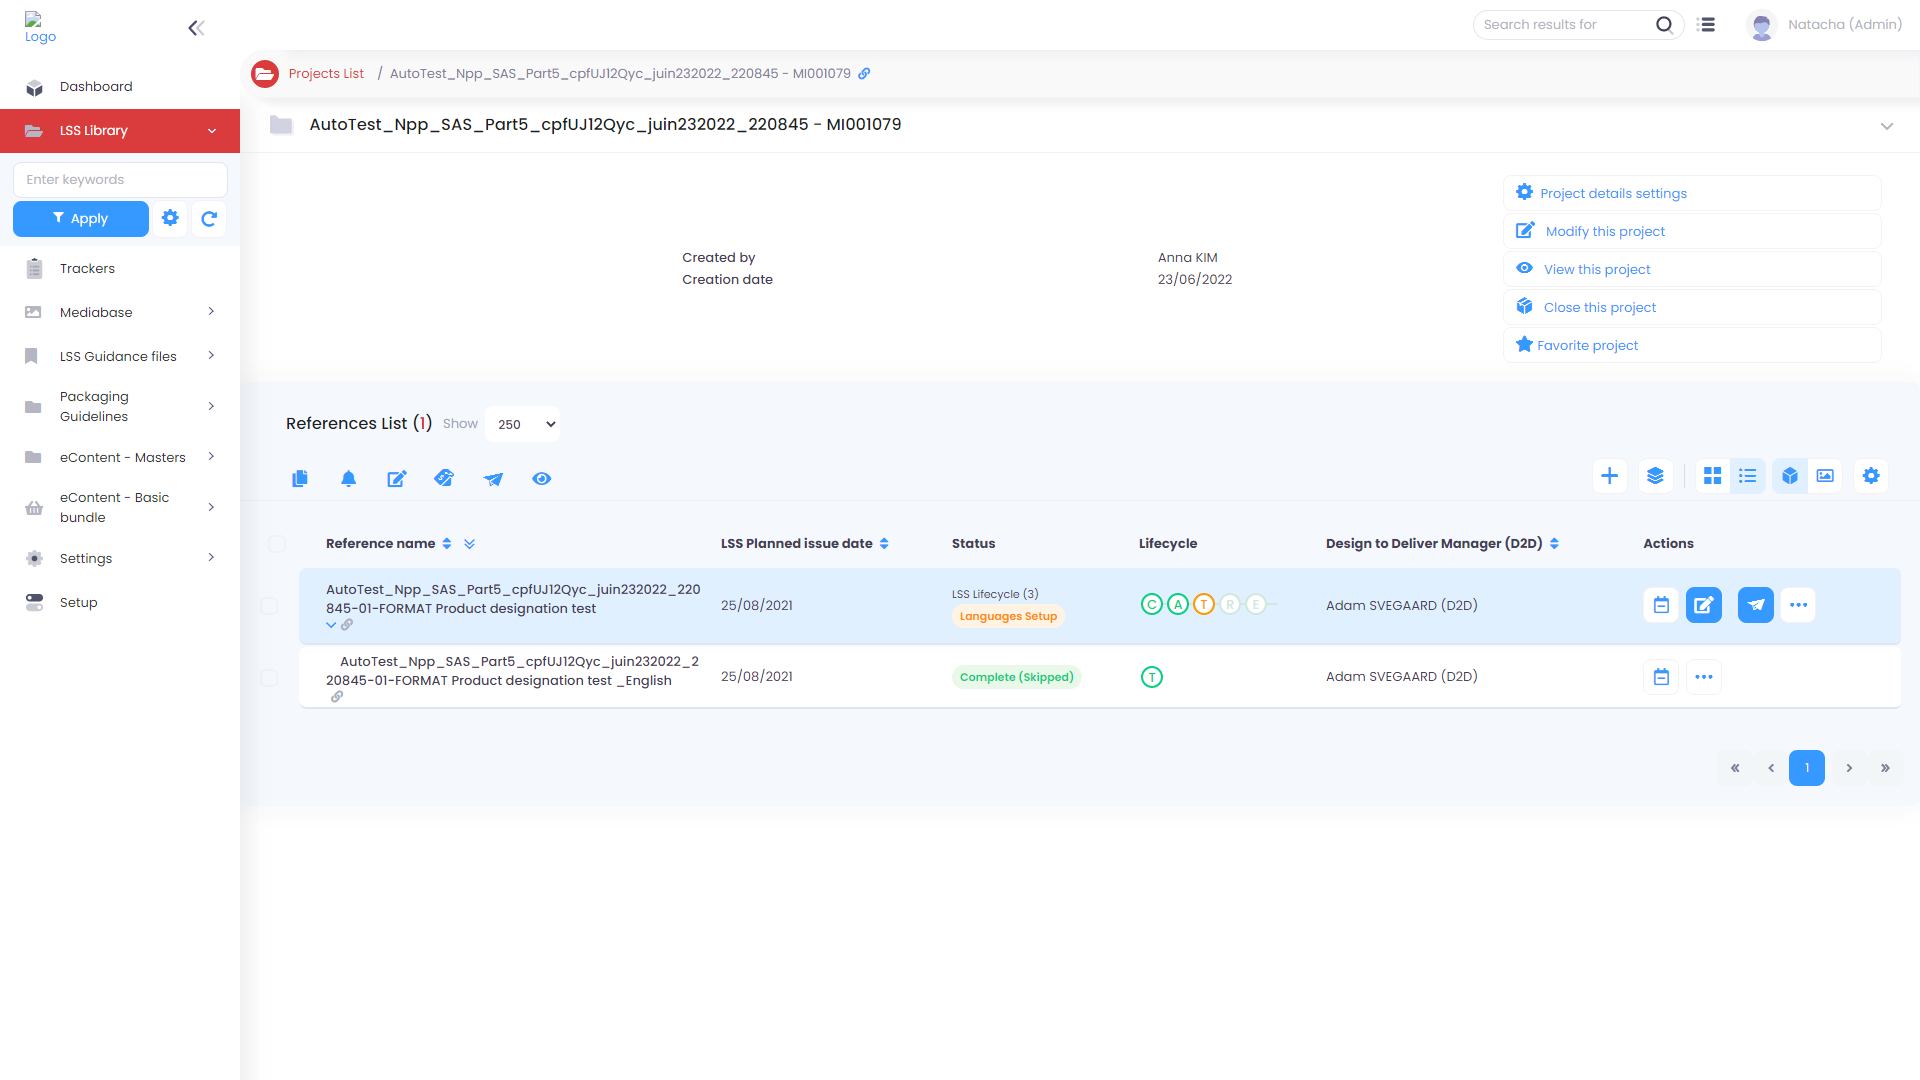 Logo
Search results for
Natacha (Admin)
Dashboard
LSS Library
Enter keywords
Apply
Trackers
Mediabase
LSS Guidance files
Packaging
Guidelines
eContent - Masters
eContent - Basic
bundle
Settings
Setup
Projects List / AutoTest_Npp_SAS_Part5_cpfUJ12Qyc_juin232022_220845 - MI001079
AutoTest_Npp_SAS_Part5_cpfUJ12Qyc_juin232022_220845 - MI001079
Created by Anna KIM
Creation date 23/06/2022
Project details settings
Modify this project
View this project
Close this project
Favorite project
References List (1) Show 250
Reference name LSS Planned issue date Status Lifecycle Design to Deliver Manager (D2D) Actions
AutoTest_Npp_SAS_Part5_cpfUJ12Qyc_juin232022_220
845-01-FORMAT Product designation test
25/08/2021
LSS Lifecycle (3)
Languages Setup
C A T R E
Adam SVEGAARD (D2D)
AutoTest_Npp_SAS_Part5_cpfUJ12Qyc_juin232022_2
20845-01-FORMAT Product designation test _English
25/08/2021
Complete (Skipped)
T
Adam SVEGAARD (D2D)
« ‹ 1 › »